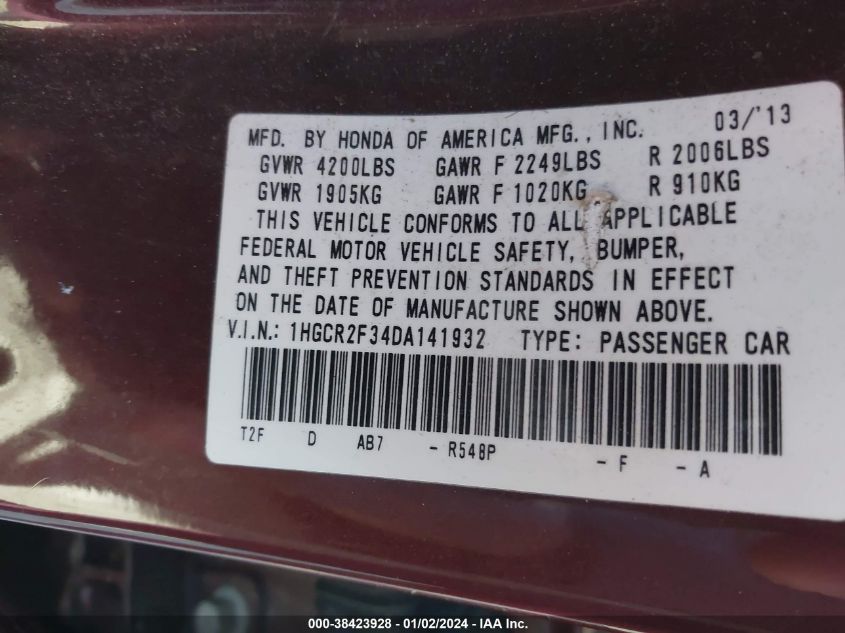 03/'13
MFD. BY HONDA OF AMERICA MFG., INC.
GVWR 4200LBS GAWR F 2249LBS R 2006LBS
GVWR 1905KG GAWR F 1020KG R 910KG
THIS VEHICLE CONFORMS TO ALL APPLICABLE
FEDERAL MOTOR VEHICLE SAFETY, BUMPER,
AND THEFT PREVENTION STANDARDS IN EFFECT
ON THE DATE OF MANUFACTURE SHOWN ABOVE.
V.I.N.: 1HGCR2F34DA141932 TYPE: PASSENGER CAR
T2F D AB7 - R548P - F - A
000-38423928 - 01/02/2024 - IAA Inc.